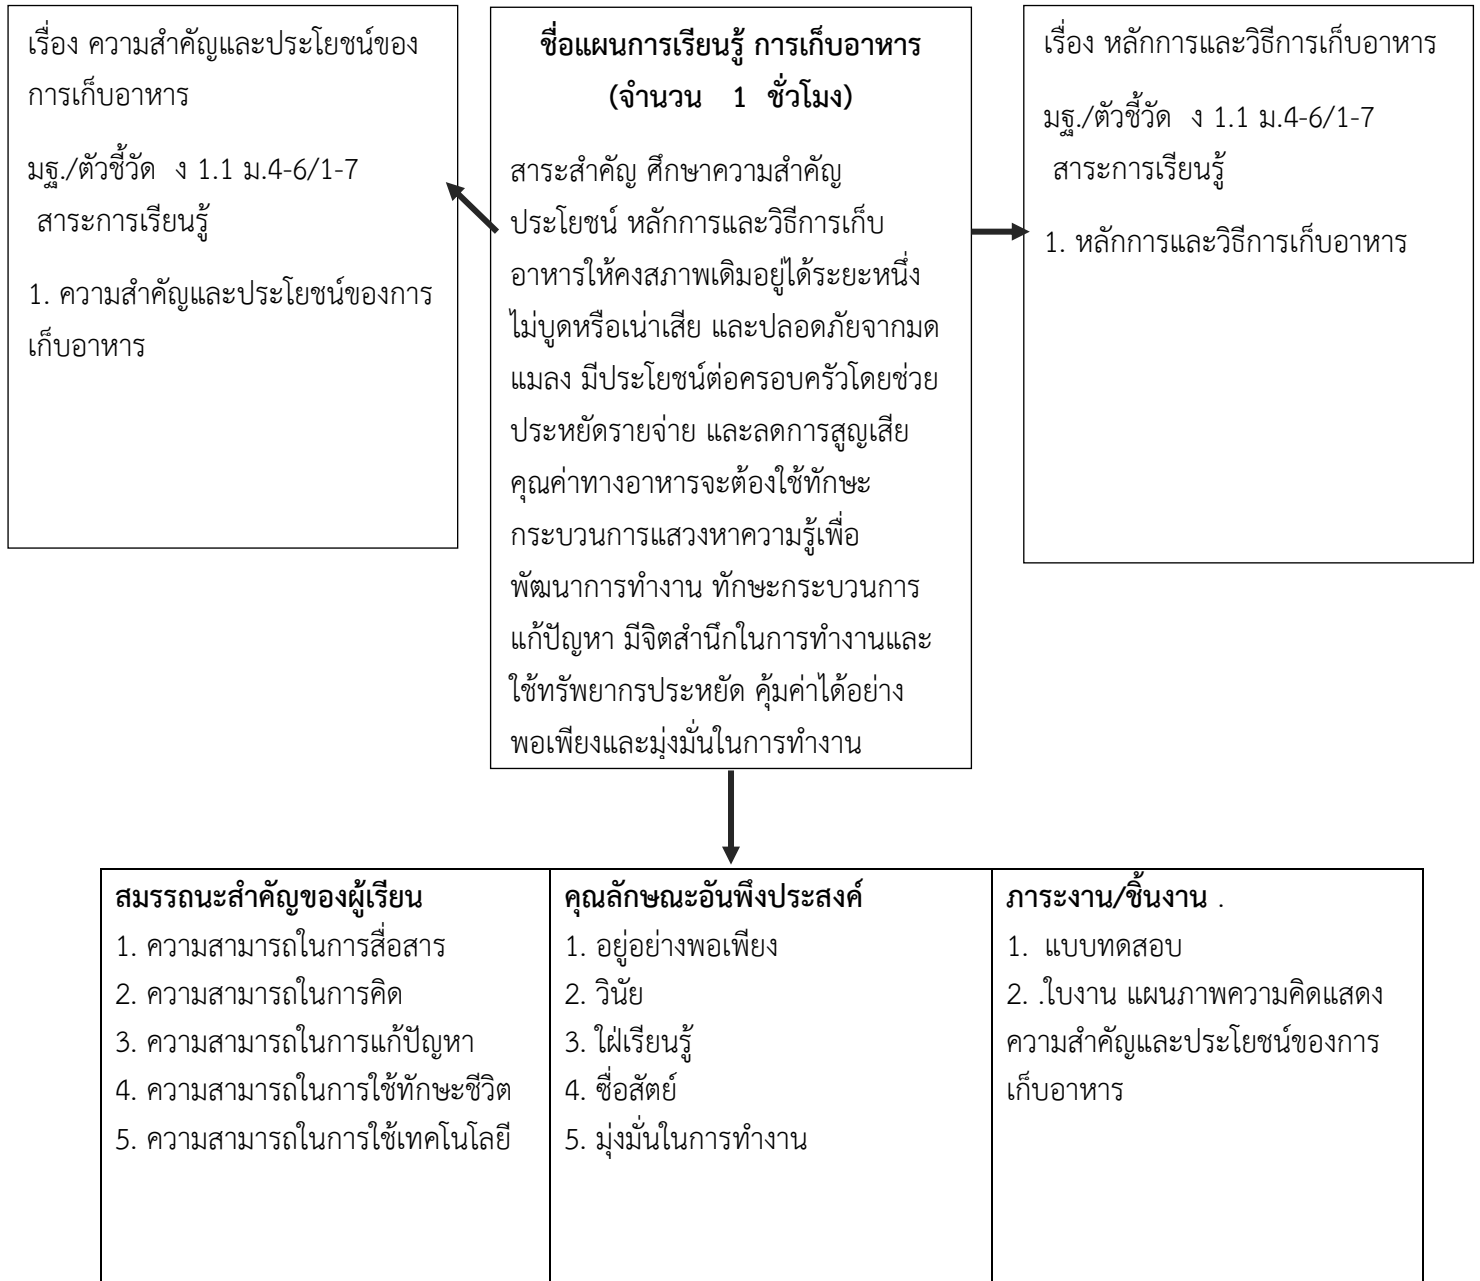 เรื่อง ความสำคัญและประโยชน์ของ
การเก็บอาหาร
มฐ./ตัวชี้วัด ง 1.1 ม.4-6/1-7
สาระการเรียนรู้
1. ความสำคัญและประโยชน์ของการ
เก็บอาหาร
ชื่อแผนการเรียนรู้ การเก็บอาหาร
(จำนวน 1 ชั่วโมง)
สาระสำคัญ ศึกษาความสำคัญ
ประโยชน์ หลักการและวิธีการเก็บ
อาหารให้คงสภาพเดิมอยู่ได้ระยะหนึ่ง
ไม่บูดหรือเน่าเสีย และปลอดภัยจากมด
แมลง มีประโยชน์ต่อครอบครัวโดยช่วย
ประหยัดรายจ่าย และลดการสูญเสีย
คุณค่าทางอาหารจะต้องใช้ทักษะ
กระบวนการแสวงหาความรู้เพื่อ
พัฒนาการทำงาน ทักษะกระบวนการ
แก้ปัญหา มีจิตสำนึกในการทำงานและ
ใช้ทรัพยากรประหยัด คุ้มค่าได้อย่าง
พอเพียงและมุ่งมั่นในการทำงาน
เรื่อง หลักการและวิธีการเก็บอาหาร
มฐ./ตัวชี้วัด ง 1.1 ม.4-6/1-7
สาระการเรียนรู้
1. หลักการและวิธีการเก็บอาหาร
สมรรถนะสำคัญของผู้เรียน
1. ความสามารถในการสื่อสาร
2. ความสามารถในการคิด
3. ความสามารถในการแก้ปัญหา
4. ความสามารถในการใช้ทักษะชีวิต
5. ความสามารถในการใช้เทคโนโลยี
คุณลักษณะอันพึงประสงค์
1. อยู่อย่างพอเพียง
2. วินัย
3. ใฝ่เรียนรู้
4. ซื่อสัตย์
5. มุ่งมั่นในการทำงาน
ภาระงาน/ชิ้นงาน .
1. แบบทดสอบ
2. .ใบงาน แผนภาพความคิดแสดง
ความสำคัญและประโยชน์ของการ
เก็บอาหาร